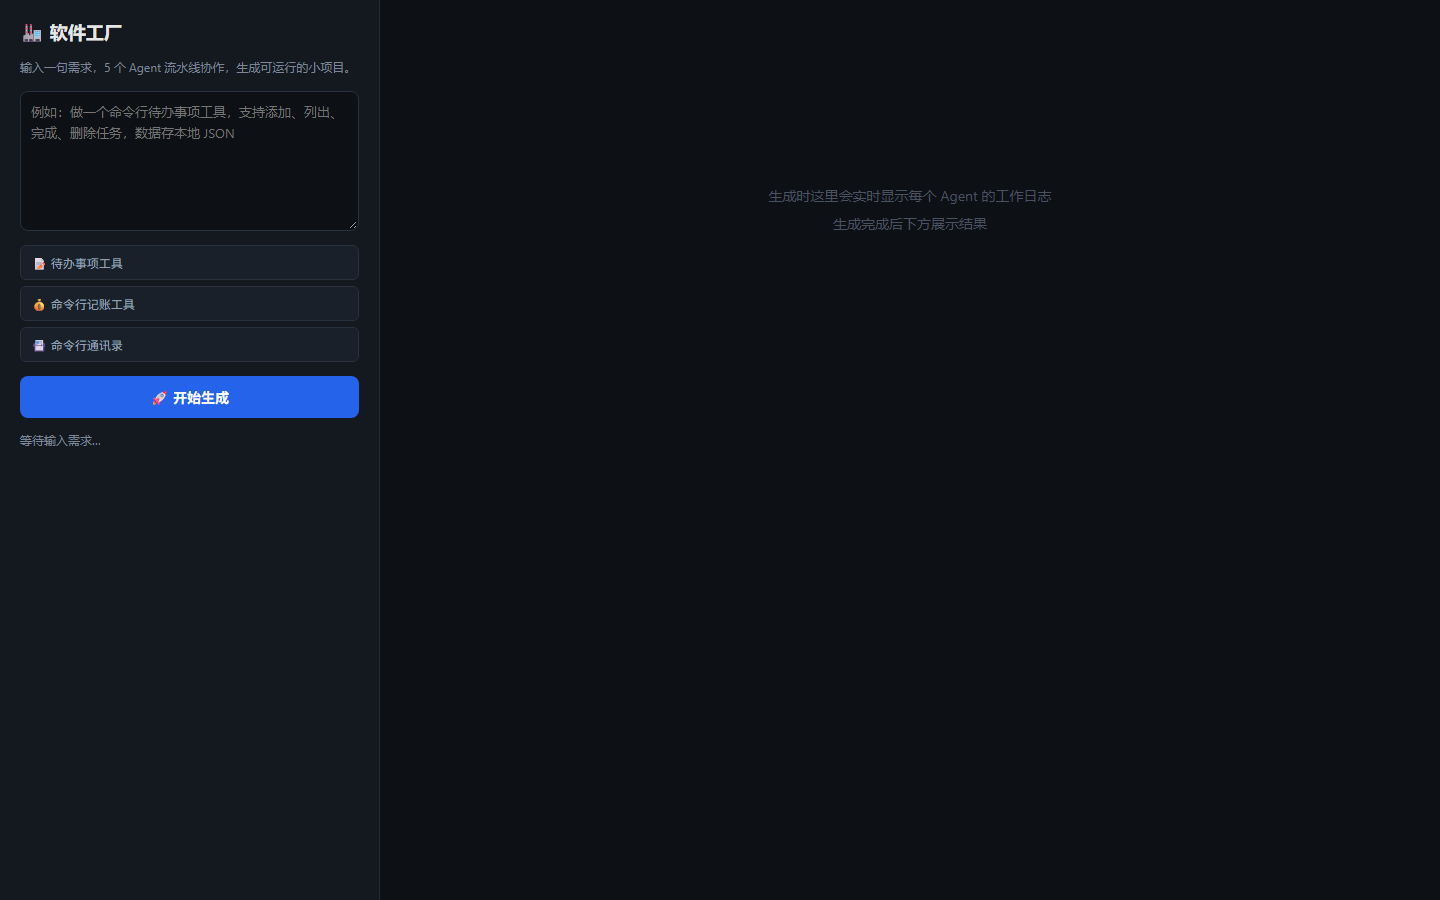 软件工厂
输入一句需求，5 个 Agent 流水线协作，生成可运行的小项目。
例如：做一个命令行待办事项工具，支持添加、列出、
完成、删除任务，数据存本地 JSON
待办事项工具
命令行记账工具
命令行通讯录
开始生成
等待输入需求...
生成时这里会实时显示每个 Agent 的工作日志
生成完成后下方展示结果